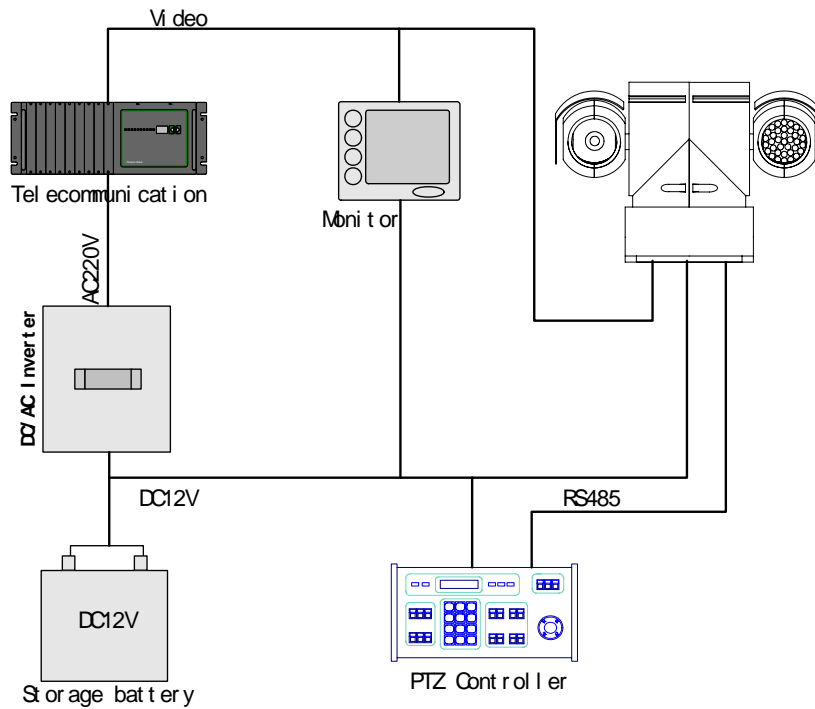 Video
Telecommunication
Monitor
AC220V
DC/AC Inverter
DC12V
RS485
DC12V
Storage battery
PTZ Controller